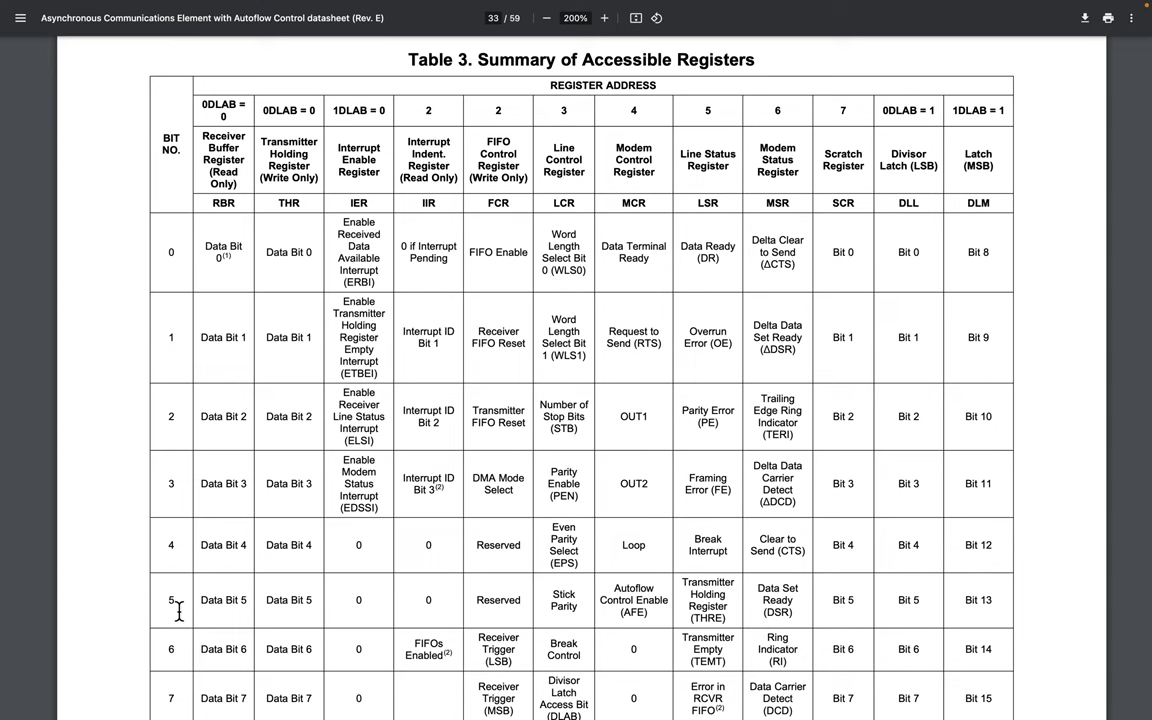 Asynchronous Communications Element with Autoflow Control datasheet (Rev. E)
33 / 59
200%
Table 3. Summary of Accessible Registers
REGISTER ADDRESS
BIT NO.
0DLAB = 0
0DLAB = 0
1DLAB = 0
2
2
3
4
5
6
7
0DLAB = 1
1DLAB = 1
Receiver Buffer Register (Read Only)
Transmitter Holding Register (Write Only)
Interrupt Enable Register
Interrupt Indent. Register (Read Only)
FIFO Control Register (Write Only)
Line Control Register
Modem Control Register
Line Status Register
Modem Status Register
Scratch Register
Divisor Latch (LSB)
Latch (MSB)
RBR
THR
IER
IIR
FCR
LCR
MCR
LSR
MSR
SCR
DLL
DLM
0
Data Bit 0(1)
Data Bit 0
Enable Received Data Available Interrupt (ERBI)
0 if Interrupt Pending
FIFO Enable
Word Length Select Bit 0 (WLS0)
Data Terminal Ready
Data Ready (DR)
Delta Clear to Send (ΔCTS)
Bit 0
Bit 0
Bit 8
1
Data Bit 1
Data Bit 1
Enable Transmitter Holding Register Empty Interrupt (ETBEI)
Interrupt ID Bit 1
Receiver FIFO Reset
Word Length Select Bit 1 (WLS1)
Request to Send (RTS)
Overrun Error (OE)
Delta Data Set Ready (ΔDSR)
Bit 1
Bit 1
Bit 9
2
Data Bit 2
Data Bit 2
Enable Receiver Line Status Interrupt (ELSI)
Interrupt ID Bit 2
Transmitter FIFO Reset
Number of Stop Bits (STB)
OUT1
Parity Error (PE)
Trailing Edge Ring Indicator (TERI)
Bit 2
Bit 2
Bit 10
3
Data Bit 3
Data Bit 3
Enable Modem Status Interrupt (EDSSI)
Interrupt ID Bit 3(2)
DMA Mode Select
Parity Enable (PEN)
OUT2
Framing Error (FE)
Delta Data Carrier Detect (ΔDCD)
Bit 3
Bit 3
Bit 11
4
Data Bit 4
Data Bit 4
0
0
Reserved
Even Parity Select (EPS)
Loop
Break Interrupt
Clear to Send (CTS)
Bit 4
Bit 4
Bit 12
5
Data Bit 5
Data Bit 5
0
0
Reserved
Stick Parity
Autoflow Control Enable (AFE)
Transmitter Holding Register (THRE)
Data Set Ready (DSR)
Bit 5
Bit 5
Bit 13
6
Data Bit 6
Data Bit 6
0
FIFOs Enabled(2)
Receiver Trigger (LSB)
Break Control
0
Transmitter Empty (TEMT)
Ring Indicator (RI)
Bit 6
Bit 6
Bit 14
7
Data Bit 7
Data Bit 7
0
Receiver Trigger (MSB)
Divisor Latch Access Bit (DLAB)
0
Error in RCVR FIFO(2)
Data Carrier Detect (DCD)
Bit 7
Bit 7
Bit 15